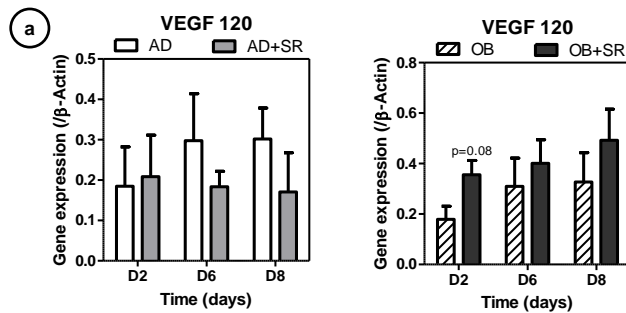 a
VEGF 120
AD AD+SR
Gene expression (/β-Actin)
0.5
0.4
0.3
0.2
0.1
0.0
D2 D6 D8
Time (days)
VEGF 120
OB OB+SR
Gene expression (/β-Actin)
0.8
0.6
0.4
0.2
0.0
p=0.08
D2 D6 D8
Time (days)